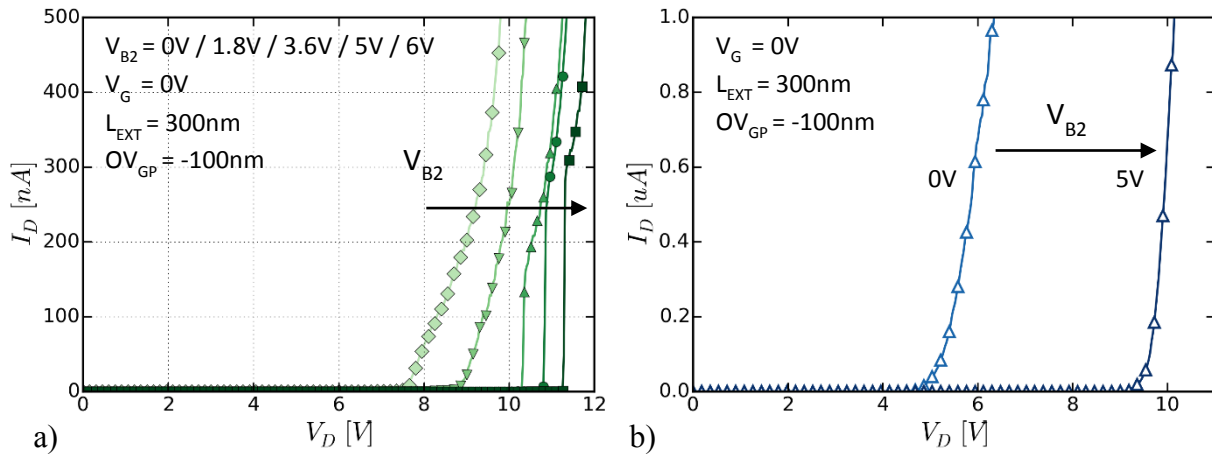 500
400
300
200
100
0
I_D [nA]
V_B2 = 0V / 1.8V / 3.6V / 5V / 6V
V_G = 0V
L_EXT = 300nm
OV_GP = -100nm
V_B2
0 2 4 6 8 10 12
V_D [V]
a)
1.0
0.8
0.6
0.4
0.2
0.0
I_D [uA]
V_G = 0V
L_EXT = 300nm
OV_GP = -100nm
V_B2
0V
5V
0 2 4 6 8 10
V_D [V]
b)